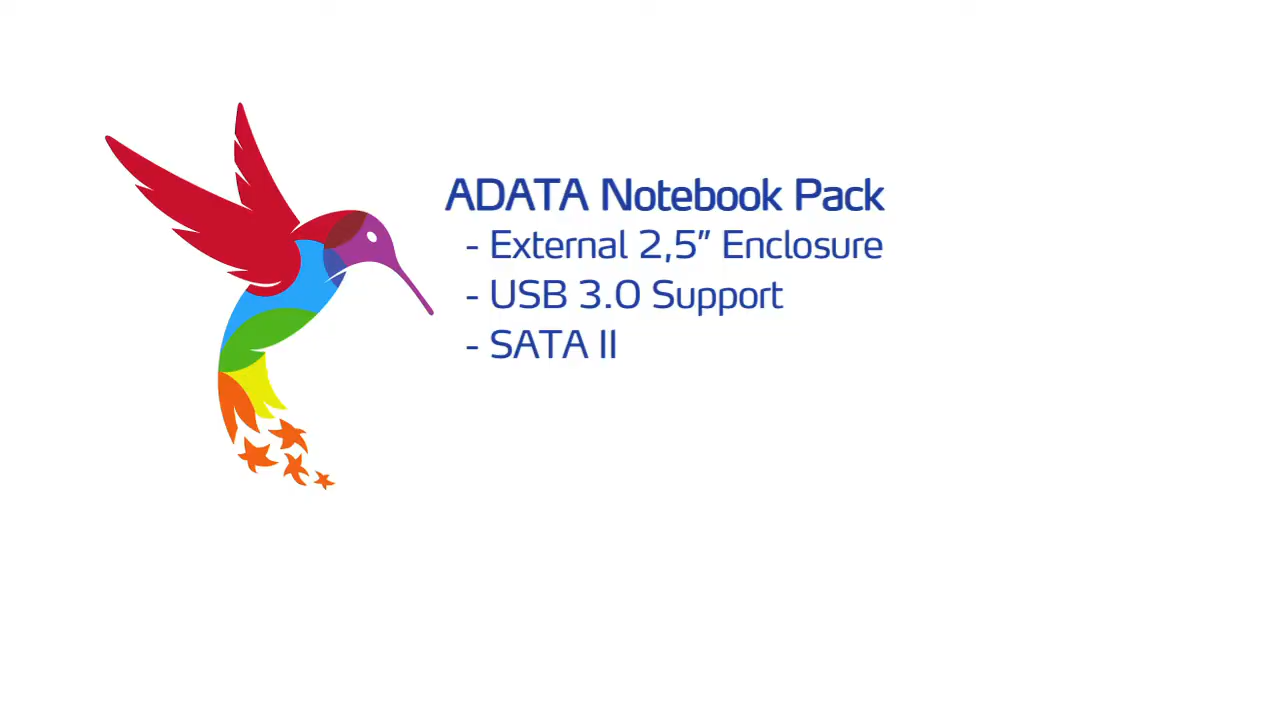 ADATA Notebook Pack
- External 2,5” Enclosure
- USB 3.0 Support
- SATA II